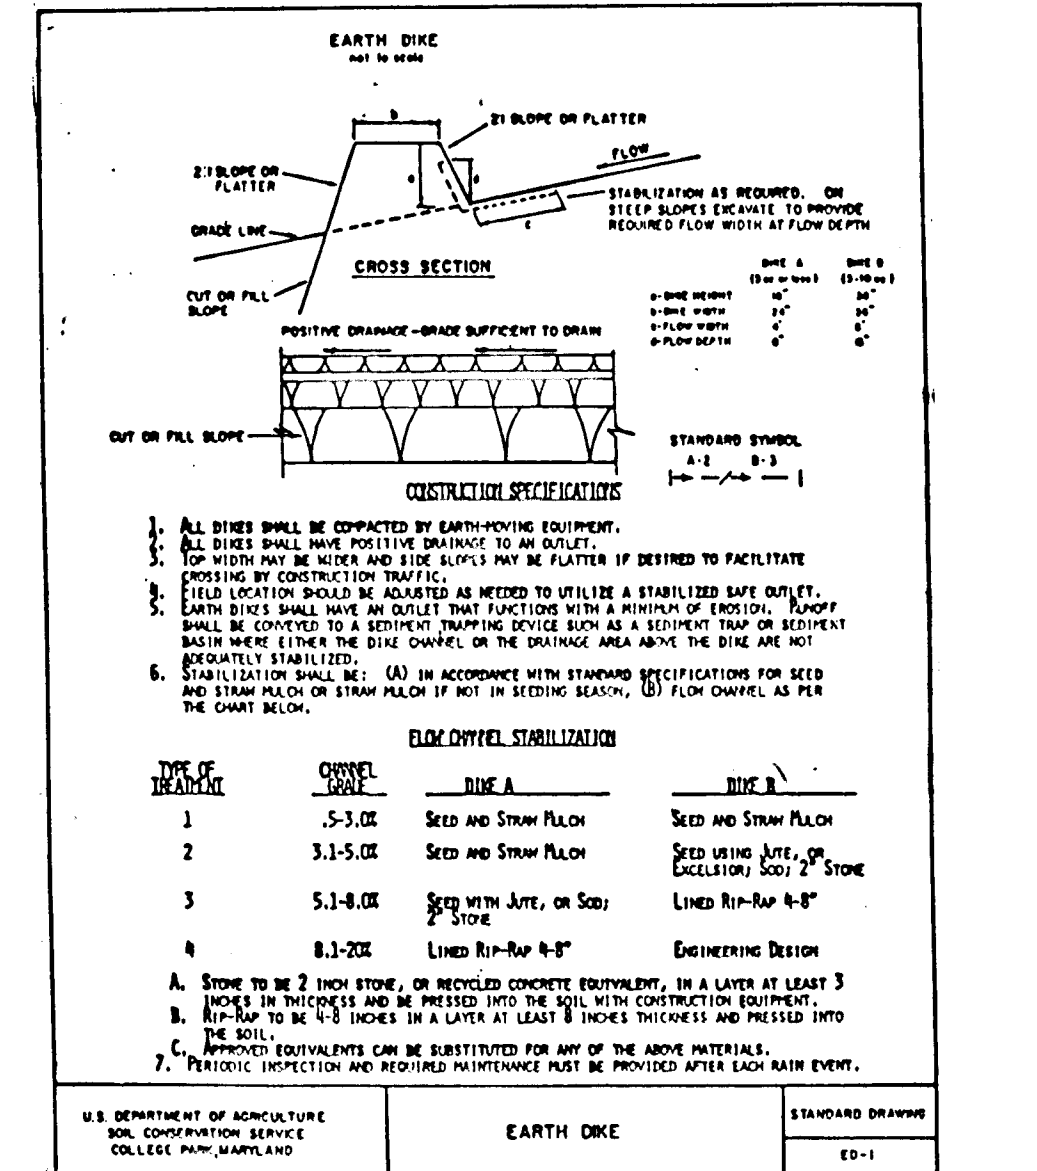 EARTH DIKE
not to scale
b
2:1 SLOPE OR FLATTER
FLOW
2:1 SLOPE OR
FLATTER
a
d
STABILIZATION AS REQUIRED. ON
STEEP SLOPES EXCAVATE TO PROVIDE
REQUIRED FLOW WIDTH AT FLOW DEPTH
c
GRADE LINE
CROSS SECTION
CUT OR FILL
SLOPE
DIKE A DIKE B
(5 ac or less) (5-10 ac)
a-DIKE HEIGHT
b-DIKE WIDTH
c-FLOW WIDTH 4' 
d-FLOW DEPTH
POSITIVE DRAINAGE-GRADE SUFFICIENT TO DRAIN
CUT OR FILL SLOPE
STANDARD SYMBOL
A-2 B-3
CONSTRUCTION SPECIFICATIONS
1. ALL DIKES SHALL BE COMPACTED BY EARTH-MOVING EQUIPMENT.
2. ALL DIKES SHALL HAVE POSITIVE DRAINAGE TO AN OUTLET.
3. TOP WIDTH MAY BE WIDER AND SIDE SLOPES MAY BE FLATTER IF DESIRED TO FACILITATE
CROSSING BY CONSTRUCTION TRAFFIC.
4. FIELD LOCATION SHOULD BE ADJUSTED AS NEEDED TO UTILIZE A STABILIZED SAFE OUTLET.
5. EARTH DIKES SHALL HAVE AN OUTLET THAT FUNCTIONS WITH A MINIMUM OF EROSION. RUNOFF
SHALL BE CONVEYED TO A SEDIMENT TRAPPING DEVICE SUCH AS A SEDIMENT TRAP OR SEDIMENT
BASIN WHERE EITHER THE DIKE CHANNEL OR THE DRAINAGE AREA ABOVE THE DIKE ARE NOT
ADEQUATELY STABILIZED.
6. STABILIZATION SHALL BE: (A) IN ACCORDANCE WITH STANDARD SPECIFICATIONS FOR SEED
AND STRAW MULCH OR STRAW MULCH IF NOT IN SEEDING SEASON, (B) FLOW CHANNEL AS PER
THE CHART BELOW.
FLOW CHANNEL STABILIZATION
TYPE OF TREATMENT CHANNEL GRADE DIKE A DIKE B
1 .5-3.0% SEED AND STRAW MULCH SEED AND STRAW MULCH
2 3.1-5.0% SEED AND STRAW MULCH SEED USING JUTE, OR
EXCELSIOR; SOD; 2" STONE
3 5.1-8.0% SEED WITH JUTE, OR SOD; LINED RIP-RAP 4-8"
2" STONE
4 8.1-20% LINED RIP-RAP 4-8" ENGINEERING DESIGN
A. STONE TO BE 2 INCH STONE, OR RECYCLED CONCRETE EQUIVALENT, IN A LAYER AT LEAST 3
INCHES IN THICKNESS AND BE PRESSED INTO THE SOIL WITH CONSTRUCTION EQUIPMENT.
B. RIP-RAP TO BE 4-8 INCHES IN A LAYER AT LEAST 8 INCHES THICKNESS AND PRESSED INTO
THE SOIL.
C. APPROVED EQUIVALENTS CAN BE SUBSTITUTED FOR ANY OF THE ABOVE MATERIALS.
7. PERIODIC INSPECTION AND REQUIRED MAINTENANCE MUST BE PROVIDED AFTER EACH RAIN EVENT.
U.S. DEPARTMENT OF AGRICULTURE
SOIL CONSERVATION SERVICE
COLLEGE PARK, MARYLAND
EARTH DIKE
STANDARD DRAWING
ED-1